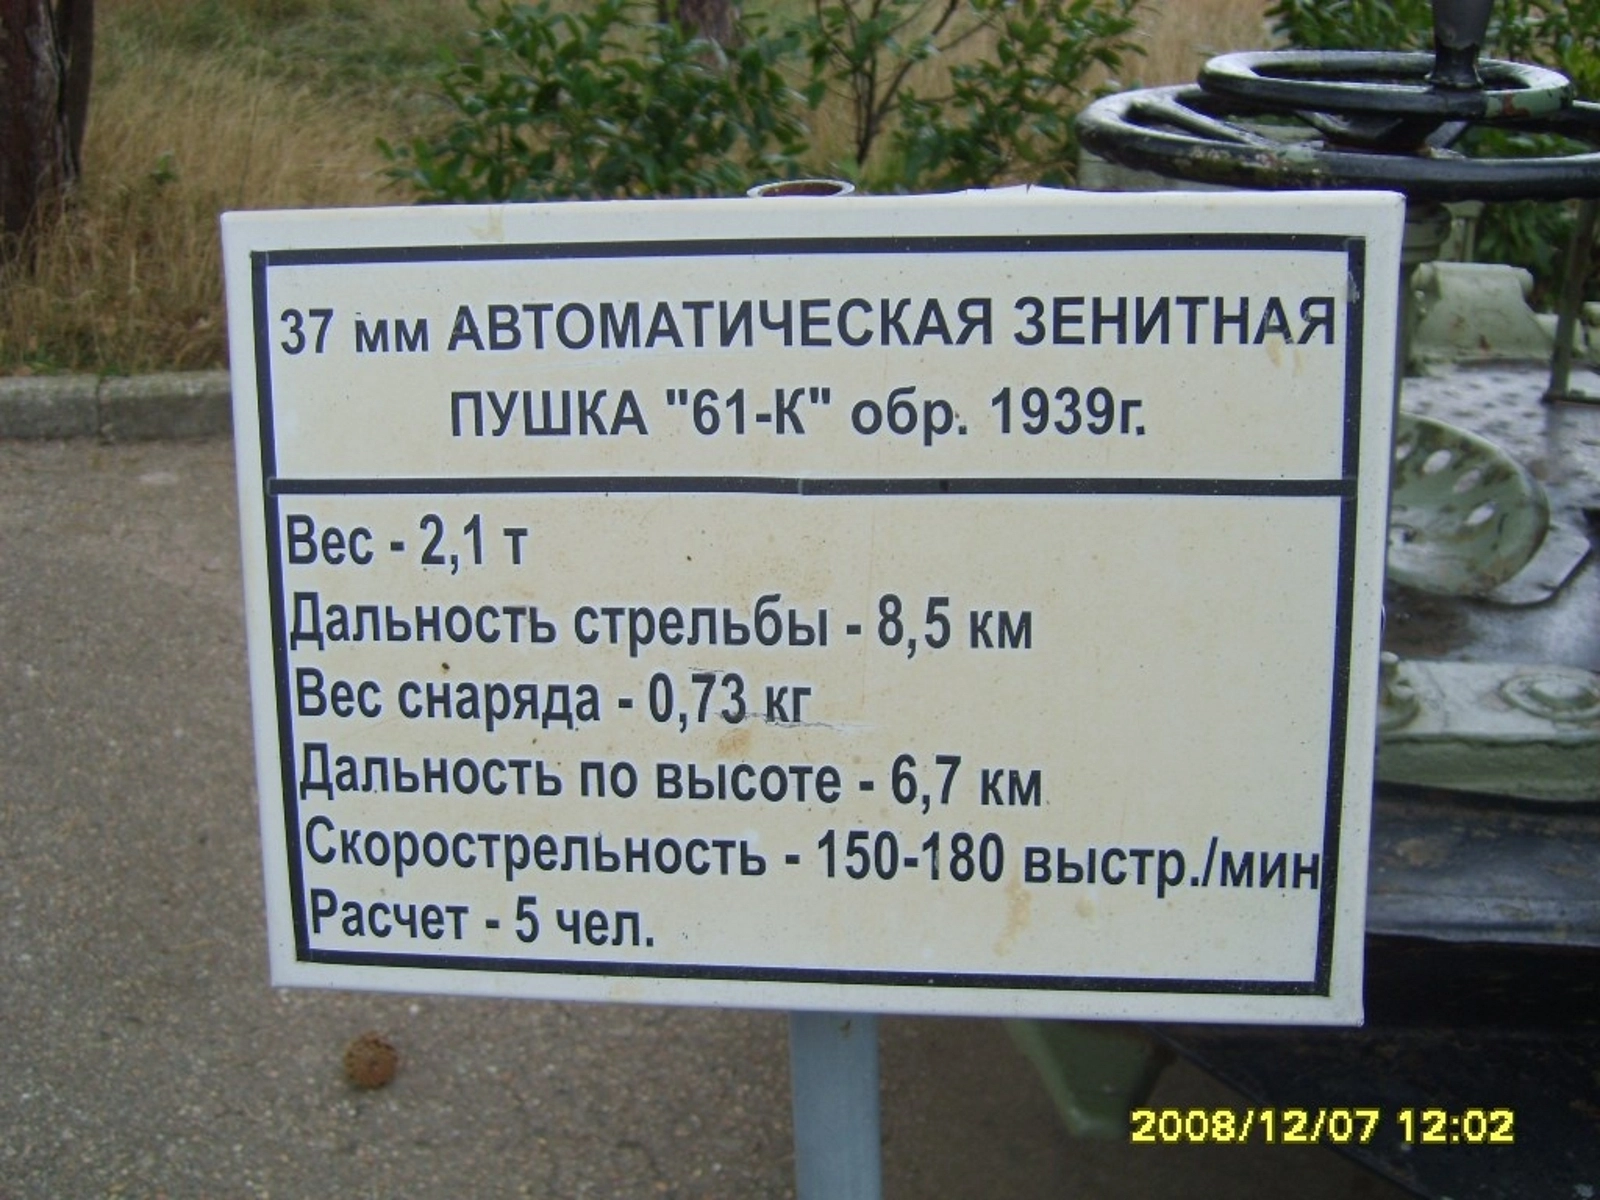 37 мм АВТОМАТИЧЕСКАЯ ЗЕНИТНАЯ
ПУШКА "61-К" обр. 1939г.
Вес - 2,1 т
Дальность стрельбы - 8,5 км
Вес снаряда - 0,73 кг
Дальность по высоте - 6,7 км
Скорострельность - 150-180 выстр./мин
Расчет - 5 чел.
2008/12/07 12:02